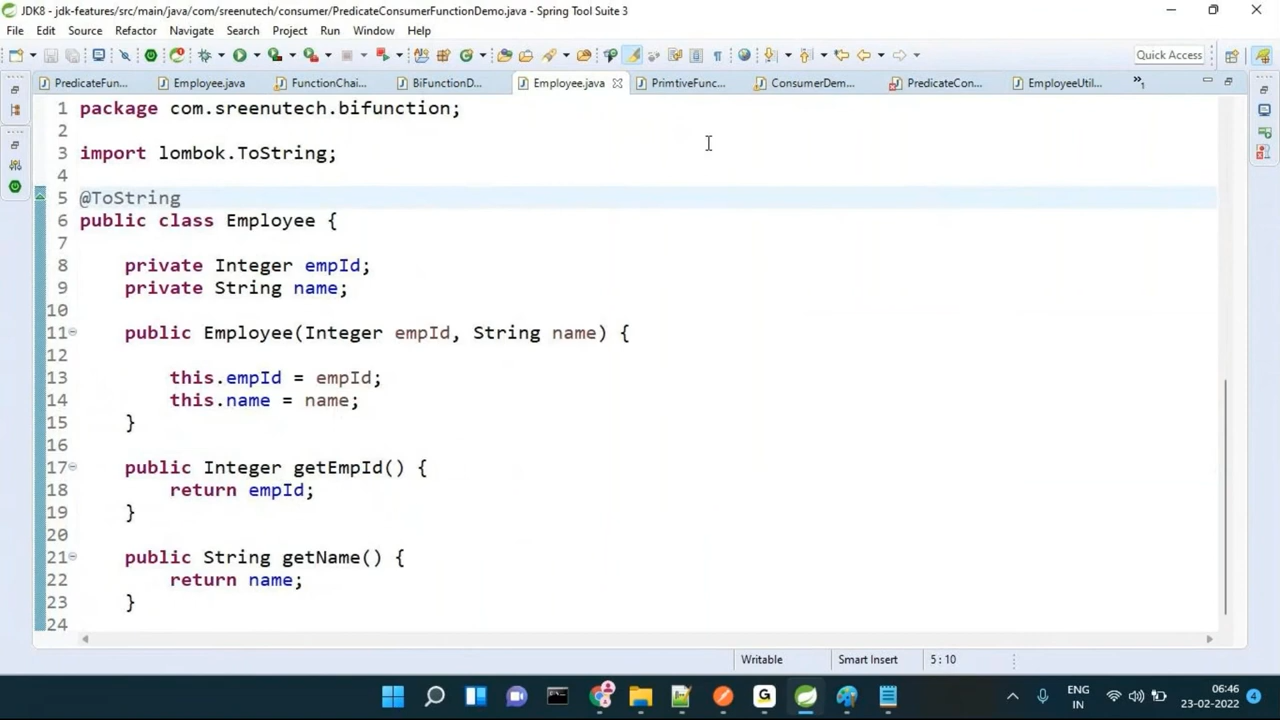 JDK8 - jdk-features/src/main/java/com/sreenutech/consumer/PredicateConsumerFunctionDemo.java - Spring Tool Suite 3
File Edit Source Refactor Navigate Search Project Run Window Help
Quick Access
PredicateFun... Employee.java FunctionChai... BiFunctionD... Employee.java PrimtiveFunc... ConsumerDem... PredicateCon... EmployeeUtil... »1
1 package com.sreenutech.bifunction;
2
3 import lombok.ToString;
4
5 @ToString
6 public class Employee {
7
8 private Integer empId;
9 private String name;
10
11 public Employee(Integer empId, String name) {
12
13 this.empId = empId;
14 this.name = name;
15 }
16
17 public Integer getEmpId() {
18 return empId;
19 }
20
21 public String getName() {
22 return name;
23 }
24
Writable Smart Insert 5 : 10
ENG 06:46
IN 23-02-2022 4